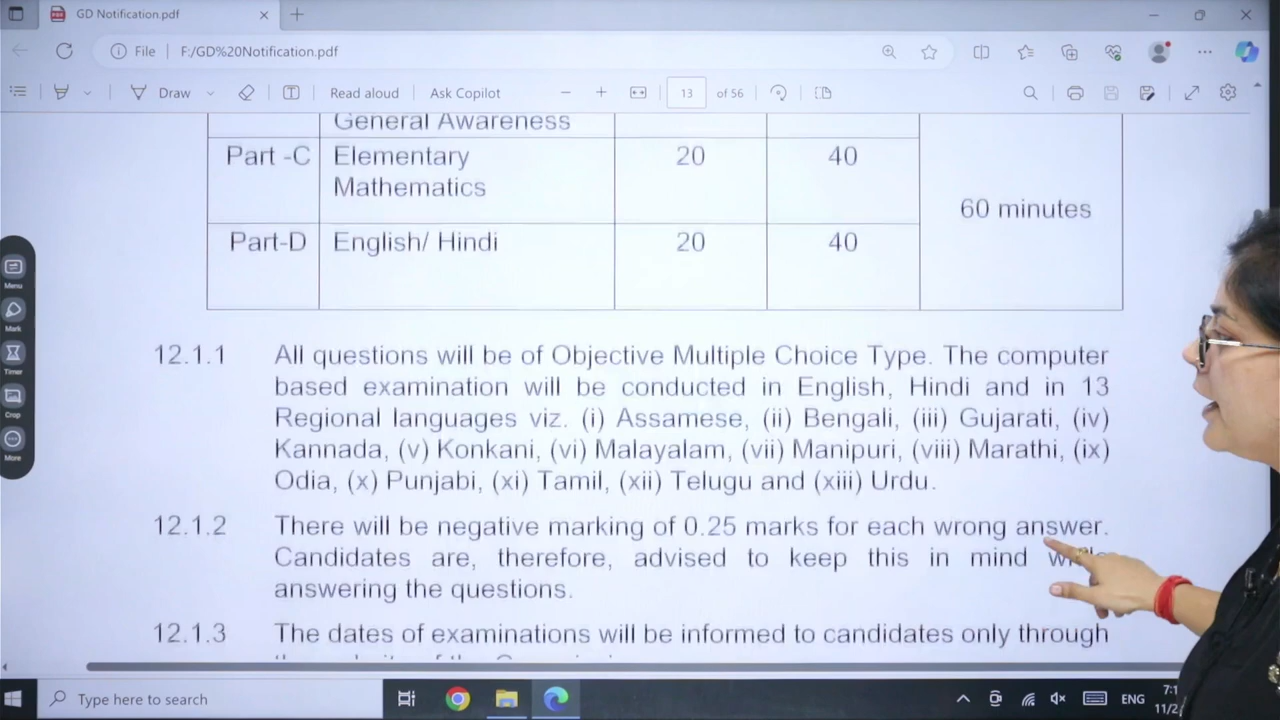 GD Notification.pdf
File F:/GD%20Notification.pdf
Draw Read aloud Ask Copilot 13 of 56
General Awareness
Part -C Elementary Mathematics 20 40
60 minutes
Part-D English/ Hindi 20 40
12.1.1 All questions will be of Objective Multiple Choice Type. The computer
based examination will be conducted in English, Hindi and in 13
Regional languages viz. (i) Assamese, (ii) Bengali, (iii) Gujarati, (iv)
Kannada, (v) Konkani, (vi) Malayalam, (vii) Manipuri, (viii) Marathi, (ix)
Odia, (x) Punjabi, (xi) Tamil, (xii) Telugu and (xiii) Urdu.
12.1.2 There will be negative marking of 0.25 marks for each wrong answer.
Candidates are, therefore, advised to keep this in mind
answering the questions.
12.1.3 The dates of examinations will be informed to candidates only through
Menu
Mark
Timer
Crop
More
Type here to search
ENG